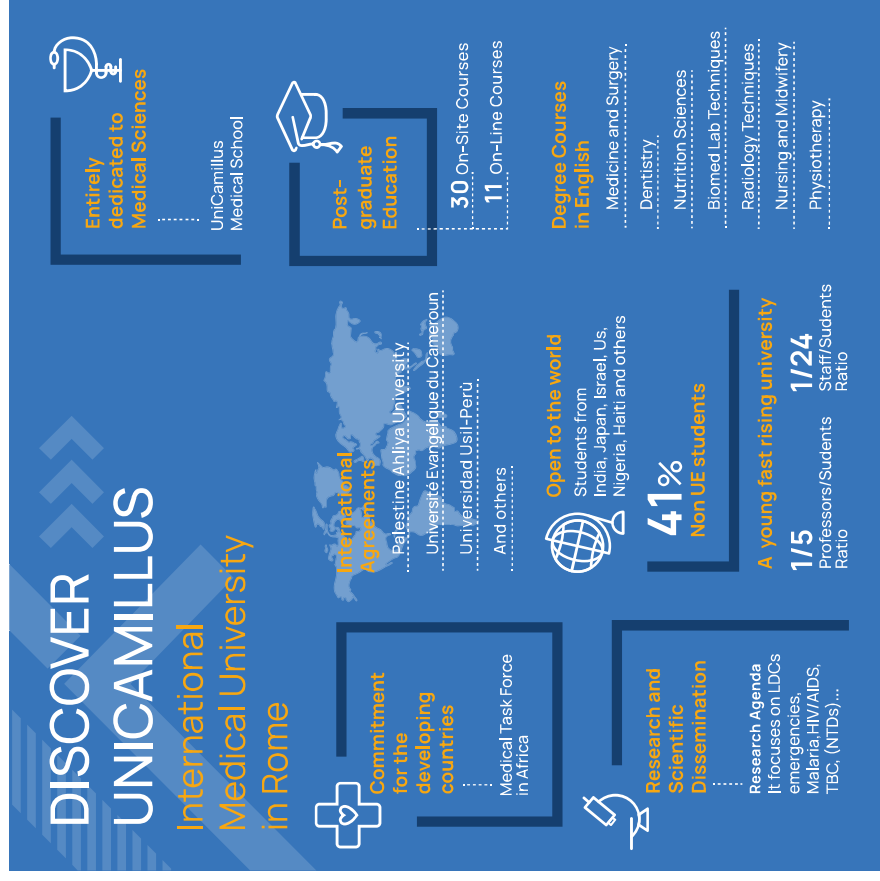 DISCOVER
UNICAMILLUS
International
Medical University
in Rome
Entirely
dedicated to
Medical Sciences
UniCamillus
Medical School
Commitment
for the
developing
countries
Medical Task Force
in Africa
International
Agreements
Palestine Ahliya University
Université Evangélique du Cameroun
Universidad Usil-Perù
And others
Post-
graduate
Education
30 On-Site Courses
11 On-Line Courses
Research and
Scientific
Dissemination
Research Agenda
It focuses on LDCs
emergencies,
Malaria,HIV/AIDS,
TBC, (NTDs)...
Open to the world
Students from
India, Japan, Israel, Us,
Nigeria, Haiti and others
41%
Non UE students
A young fast rising university
1/5
Professors/Sudents
Ratio
1/24
Staff/Sudents
Ratio
Degree Courses
in English
Medicine and Surgery
Dentistry
Nutrition Sciences
Biomed Lab Techniques
Radiology Techniques
Nursing and Midwifery
Physiotherapy